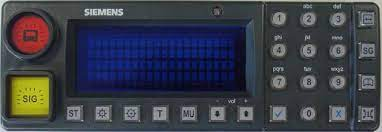 SIEMENS
1 abc 2 def 3
ghi 4 jkl 5 mno 6
SG
pqrs 7 tuv 8 wxyz 9
SIG
ST T MU - vol +
0 X